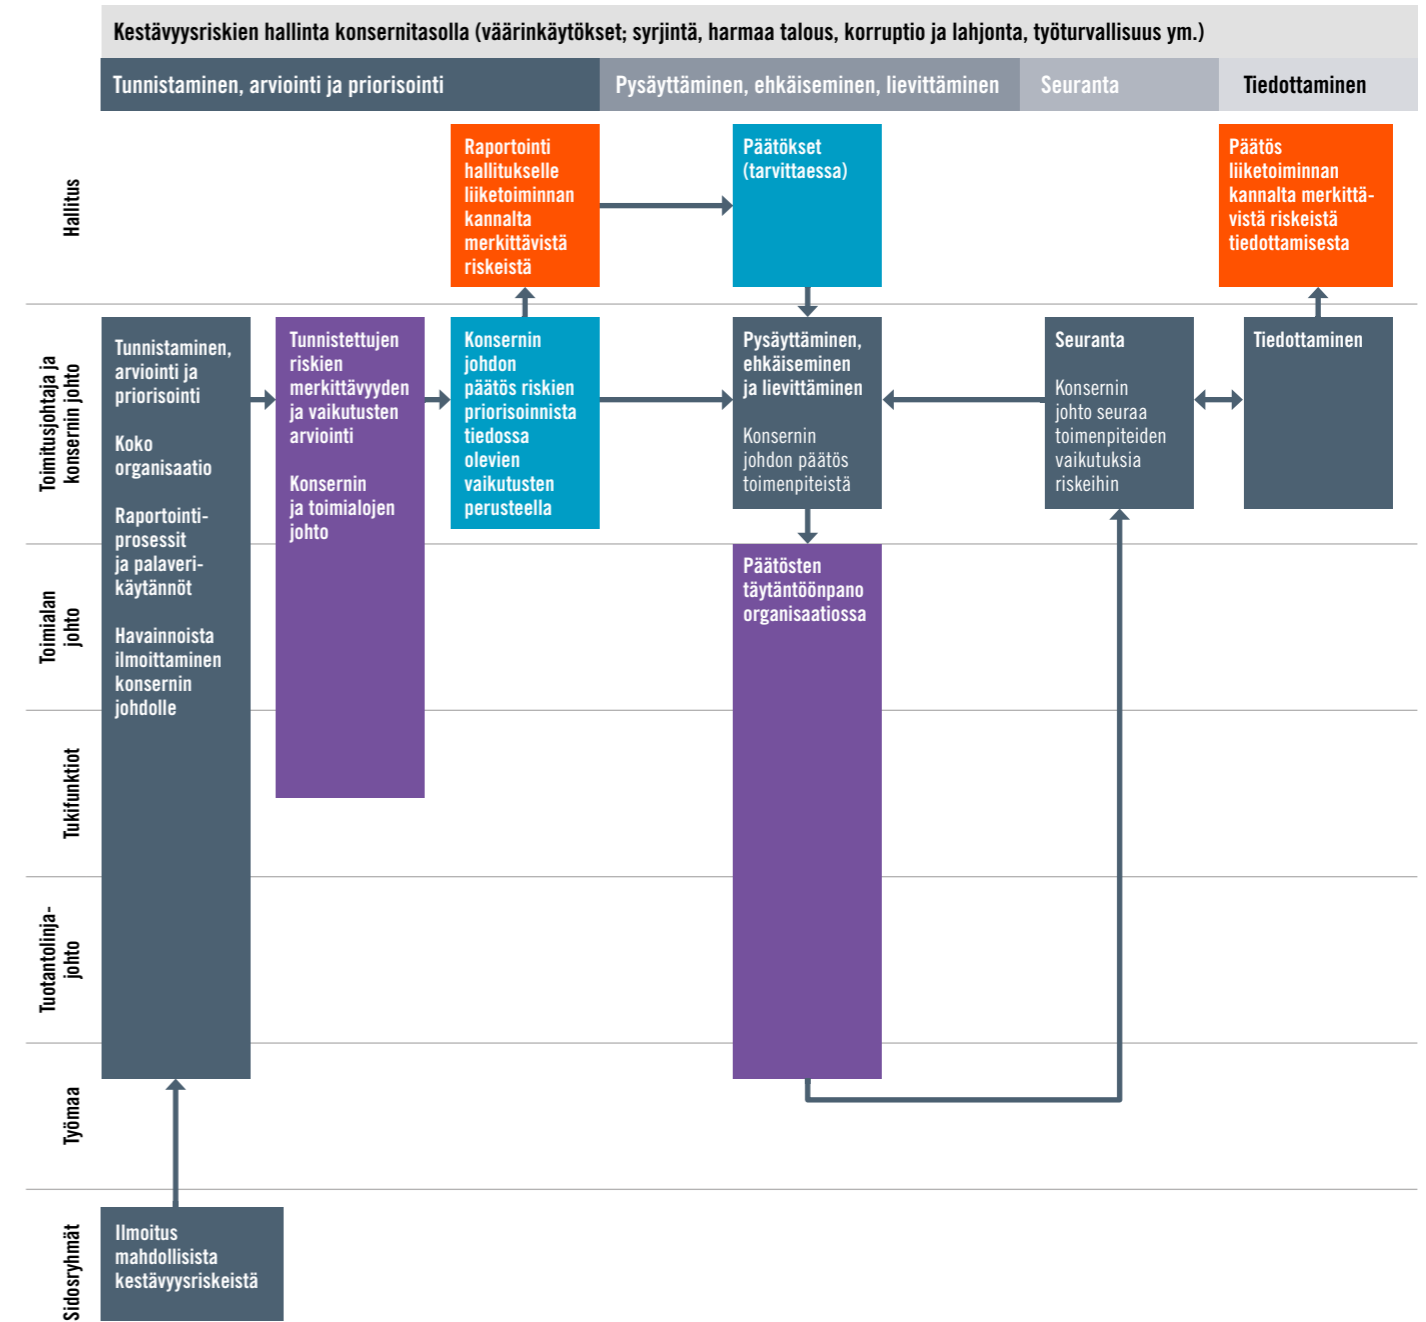 Kestävyysriskien hallinta konsernitasolla (väärinkäytökset; syrjintä, harmaa talous, korruptio ja lahjonta, työturvallisuus ym.)
Tunnistaminen, arviointi ja priorisointi
Pysäyttäminen, ehkäiseminen, lievittäminen
Seuranta
Tiedottaminen
Hallitus
Raportointi
hallitukselle
liiketoiminnan
kannalta
merkittävistä
riskeistä
Päätökset
(tarvittaessa)
Päätös
liiketoiminnan
kannalta merkittä-
vistä riskeistä
tiedottamisesta
Toimitusjohtaja ja
konsernin johto
Tunnistaminen,
arviointi ja
priorisointi
Koko
organisaatio
Raportointi-
prosessit
ja palaveri-
käytännöt
Havainnoista
ilmoittaminen
konsernin
johdolle
Tunnistettujen
riskien
merkittävyyden
ja vaikutusten
arviointi
Konsernin
ja toimialojen
johto
Konsernin
johdon
päätös riskien
priorisoinnista
tiedossa
olevien
vaikutusten
perusteella
Pysäyttäminen,
ehkäiseminen
ja lievittäminen
Konsernin
johdon päätös
toimenpiteistä
Seuranta
Konsernin
johto seuraa
toimenpiteiden
vaikutuksia
riskeihin
Tiedottaminen
Toimialan
johto
Päätösten
täytäntöönpano
organisaatiossa
Tukifunktiot
Tuotantolinja-
johto
Työmaa
Sidosryhmät
Ilmoitus
mahdollisista
kestävyysriskeistä